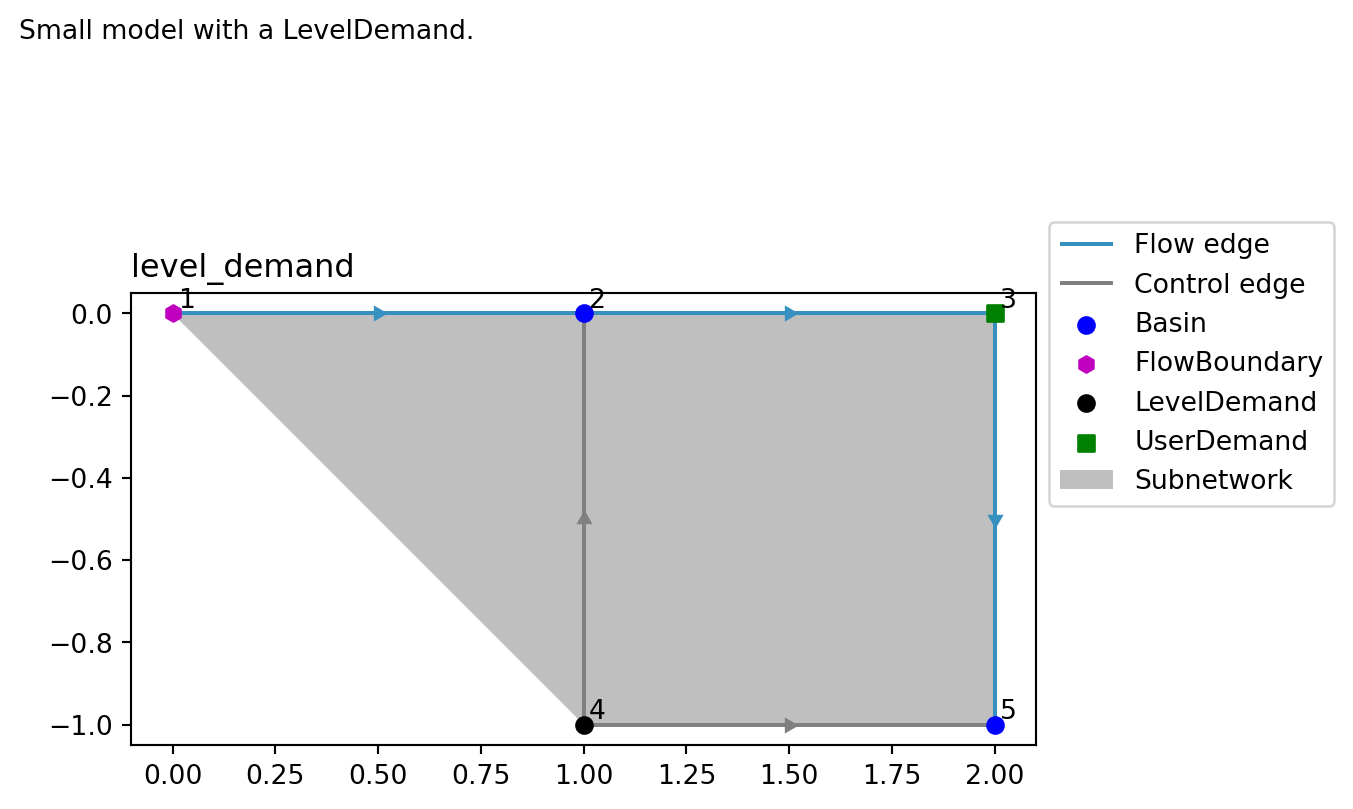 Small model with a LevelDemand.
level_demand
Flow edge
Control edge
Basin
FlowBoundary
LevelDemand
UserDemand
Subnetwork
1
2
3
4
5
0.0
−0.2
−0.4
−0.6
−0.8
−1.0
0.00 0.25 0.50 0.75 1.00 1.25 1.50 1.75 2.00